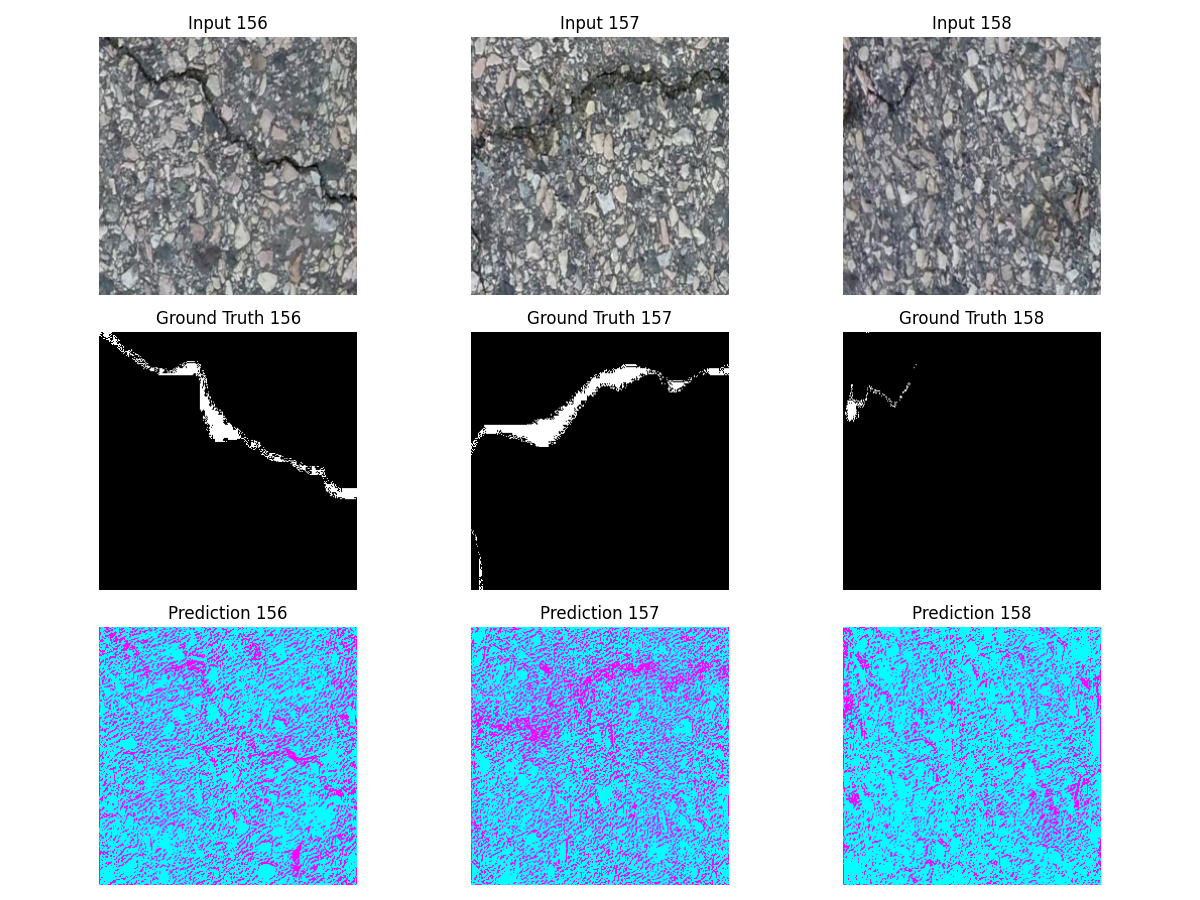 Input 156
Input 157
Input 158
Ground Truth 156
Ground Truth 157
Ground Truth 158
Prediction 156
Prediction 157
Prediction 158